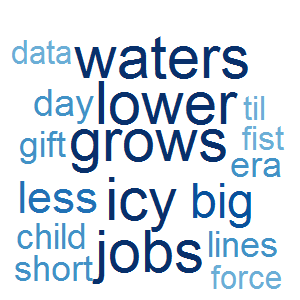 data waters
day lower til
gift grows fist
era
less icy big
child jobs lines
short force